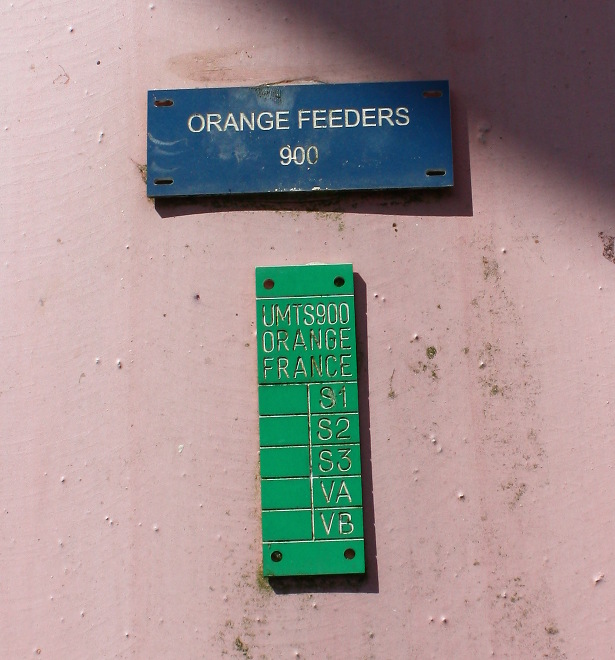 ORANGE FEEDERS
900
UMTS900
ORANGE
FRANCE
S1
S2
S3
VA
VB